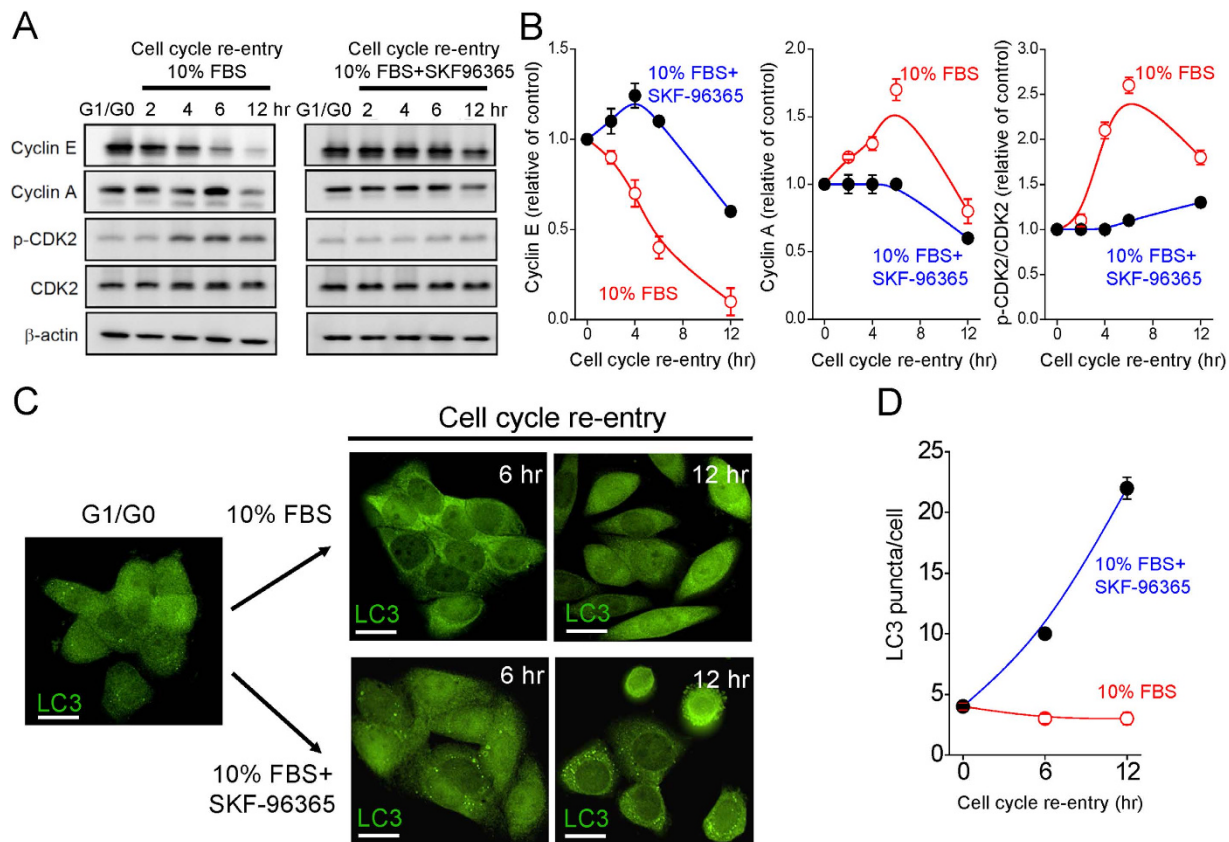 A
Cell cycle re-entry
10% FBS
G1/G0 2 4 6 12 hr
Cell cycle re-entry
10% FBS+SKF96365
G1/G0 2 4 6 12 hr
Cyclin E
Cyclin A
p-CDK2
CDK2
β-actin
B
Cyclin E (relative of control)
1.5
1.0
0.5
0.0
10% FBS+
SKF-96365
10% FBS
0 4 8 12
Cell cycle re-entry (hr)
Cyclin A (relative of control)
2.0
1.5
1.0
0.5
0.0
10% FBS
10% FBS+
SKF-96365
0 4 8 12
Cell cycle re-entry (hr)
p-CDK2/CDK2 (relative of control)
3.0
2.5
2.0
1.5
1.0
0.5
0.0
10% FBS
10% FBS+
SKF-96365
0 4 8 12
Cell cycle re-entry (hr)
C
Cell cycle re-entry
G1/G0
LC3
10% FBS
6 hr
LC3
12 hr
LC3
10% FBS+
SKF-96365
6 hr
LC3
12 hr
LC3
D
LC3 puncta/cell
25
20
15
10
5
0
10% FBS+
SKF-96365
10% FBS
0 6 12
Cell cycle re-entry (hr)